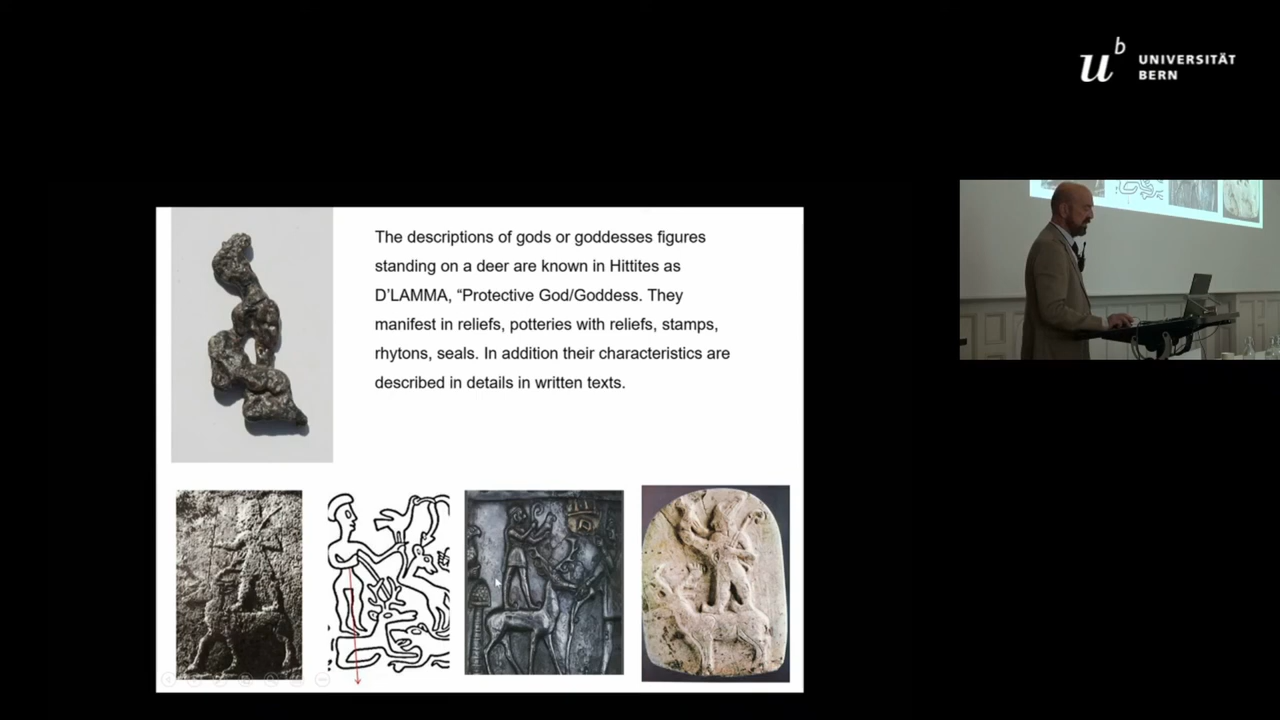 u
b
UNIVERSITÄT
BERN
The descriptions of gods or goddesses figures
standing on a deer are known in Hittites as
D'LAMMA, “Protective God/Goddess. They
manifest in reliefs, potteries with reliefs, stamps,
rhytons, seals. In addition their characteristics are
described in details in written texts.